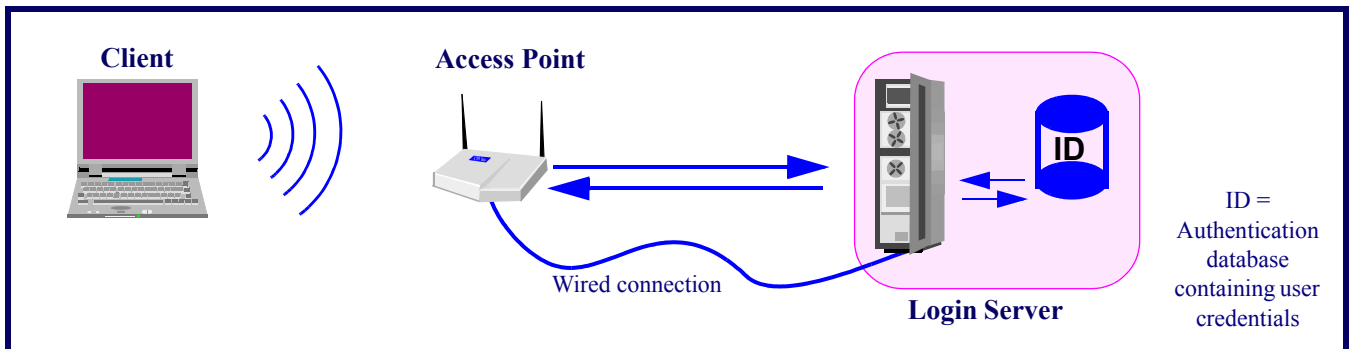 Client
Access Point
ID
ID =
Authentication
database
containing user
credentials
Wired connection
Login Server